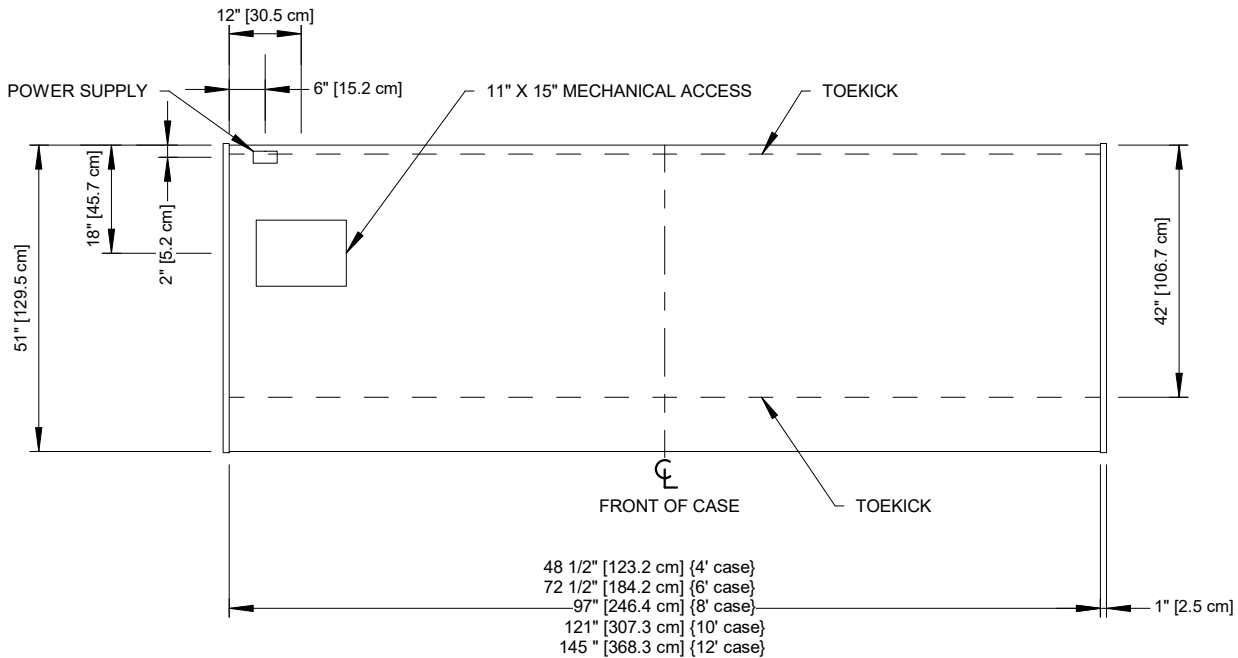 12" [30.5 cm]
POWER SUPPLY
6" [15.2 cm]
11" X 15" MECHANICAL ACCESS
TOEKICK
51" [129.5 cm]
18" [45.7 cm]
2" [5.2 cm]
42" [106.7 cm]
℄
FRONT OF CASE
TOEKICK
48 1/2" [123.2 cm] {4' case}
72 1/2" [184.2 cm] {6' case}
97" [246.4 cm] {8' case}
121" [307.3 cm] {10' case}
145 " [368.3 cm] {12' case}
1" [2.5 cm]